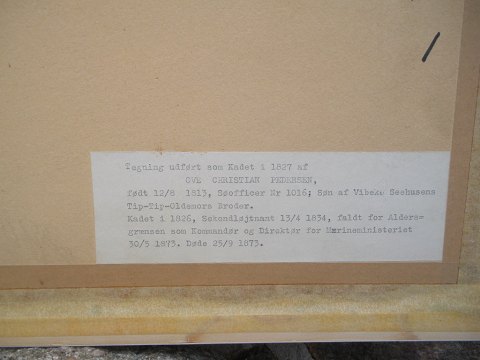 Tegning udført som Kadet i 1827 af
OVE CHRISTIAN PEDERSEN,
født 12/8 1813, Søofficer Nr 1016; Søn af Vibeke Seehusens
Tip-Tip-Oldemors Broder.
Kadet i 1826, Sekondløjtnant 13/4 1834, faldt for Alders=
grænsen som Kommandør og Direktør for Marineministeriet
30/5 1873. Døde 25/9 1873.